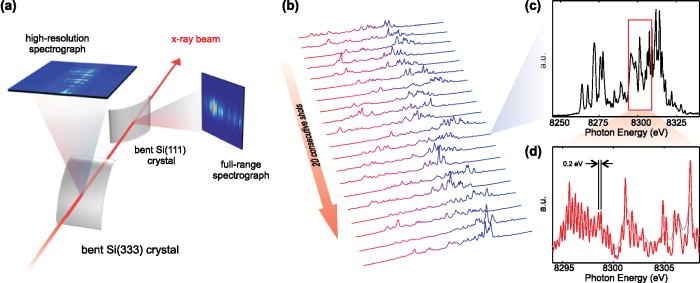 (a)
high-resolution
spectrograph
x-ray beam
bent Si(111)
crystal
full-range
spectrograph
bent Si(333) crystal
(b)
20 consecutive shots
(c)
a.u.
8250 8275 8300 8325
Photon Energy (eV)
(d)
0.2 eV
a.u.
8295 8300 8305
Photon Energy (eV)